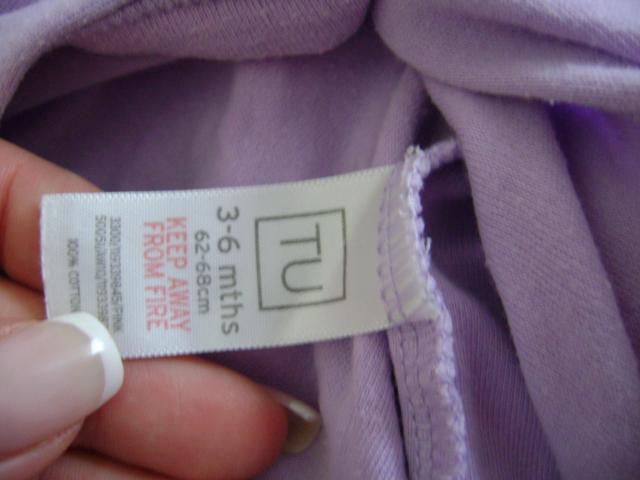 TU
3-6 mths
62-68cm
KEEP AWAY
FROM FIRE
100% COTTON